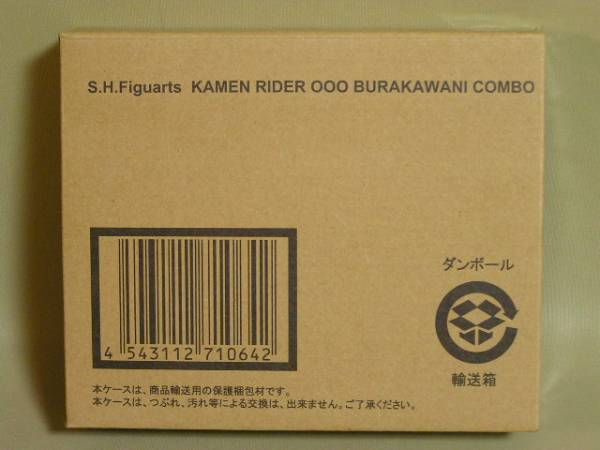 S.H.Figuarts KAMEN RIDER OOO BURAKAWANI COMBO
4 543112 710642
ダンボール
輸送箱
本ケースは、商品輸送用の保護梱包材です。
本ケースは、つぶれ、汚れ等による交換は、出来ません。ご了承ください。